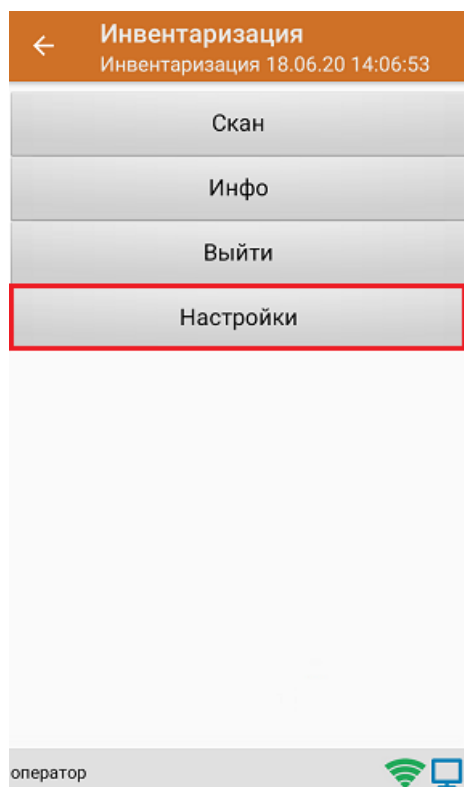 Инвентаризация
Инвентаризация 18.06.20 14:06:53
Скан
Инфо
Выйти
Настройки
оператор